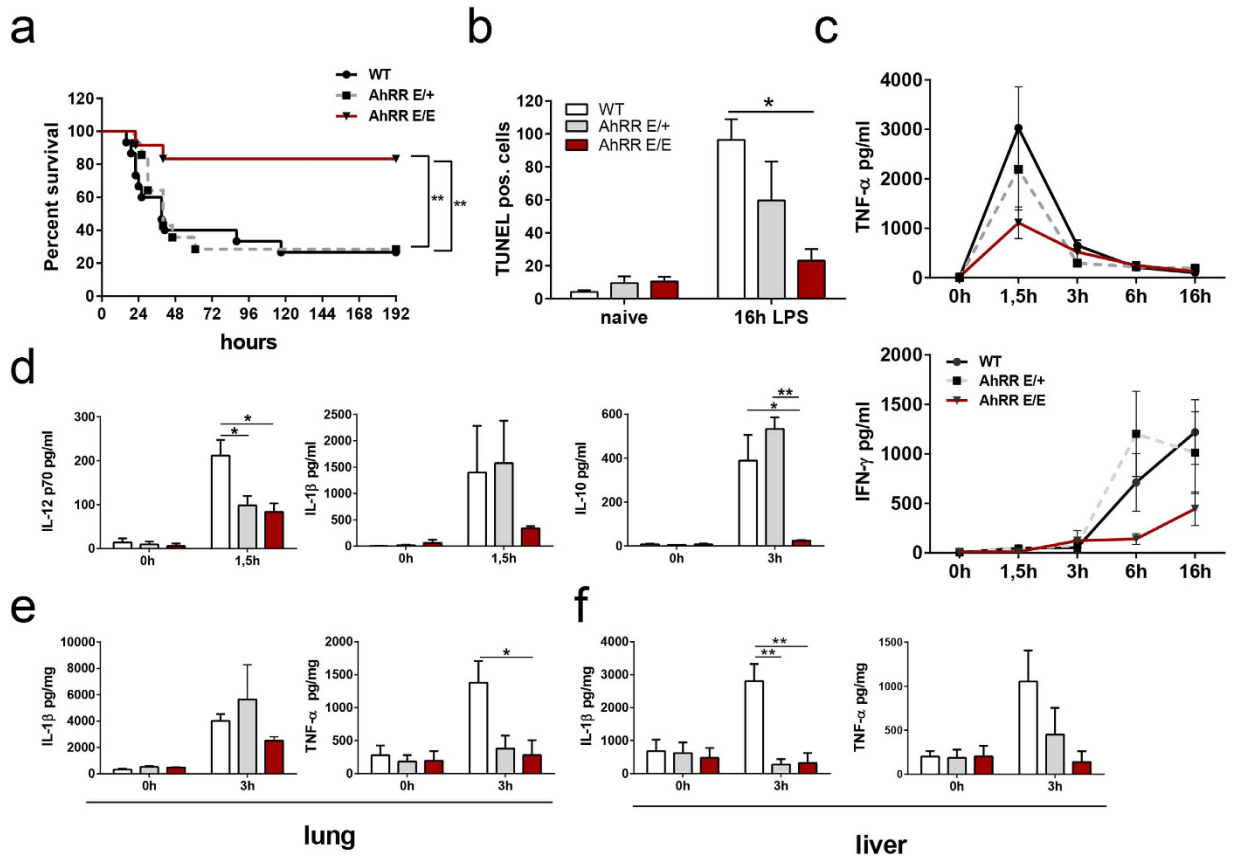 a
WT
AhRR E/+
AhRR E/E
Percent survival
120
100
80
60
40
20
0
0 24 48 72 96 120 144 168 192
hours
**
**
b
WT
AhRR E/+
AhRR E/E
*
TUNEL pos. cells
120
100
80
60
40
20
0
naive 16h LPS
c
TNF-α pg/ml
4000
3000
2000
1000
0
0h 1,5h 3h 6h 16h
WT
AhRR E/+
AhRR E/E
IFN-γ pg/ml
2000
1500
1000
500
0
0h 1,5h 3h 6h 16h
d
IL-12 p70 pg/ml
300
200
100
0
*
*
0h 1,5h
IL-1β pg/ml
2500
2000
1500
1000
500
0
0h 1,5h
IL-10 pg/ml
600
400
200
0
**
*
0h 3h
e
IL-1β pg/mg
10000
8000
6000
4000
2000
0
0h 3h
TNF-α pg/mg
2000
1500
1000
500
0
*
0h 3h
lung
f
IL-1β pg/mg
4000
3000
2000
1000
0
**
**
0h 3h
TNF-α pg/mg
1500
1000
500
0
0h 3h
liver